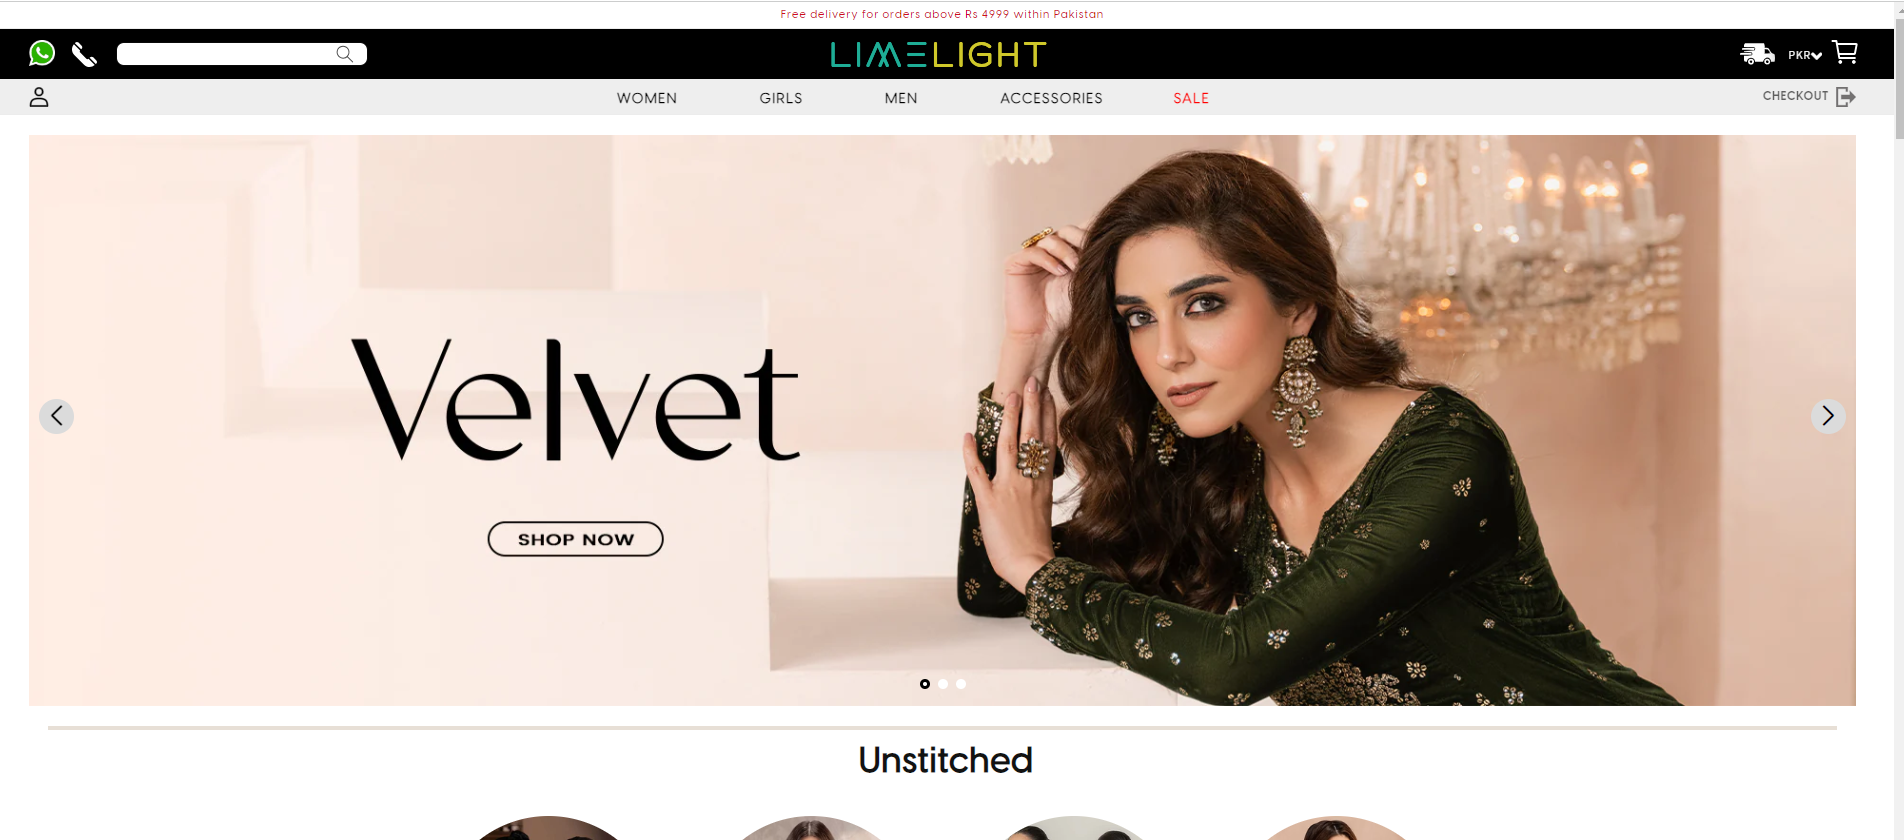 Free delivery for orders above Rs 4999 within Pakistan
LIMELIGHT
PKR
WOMEN
GIRLS
MEN
ACCESSORIES
SALE
CHECKOUT
Velvet
SHOP NOW
Unstitched